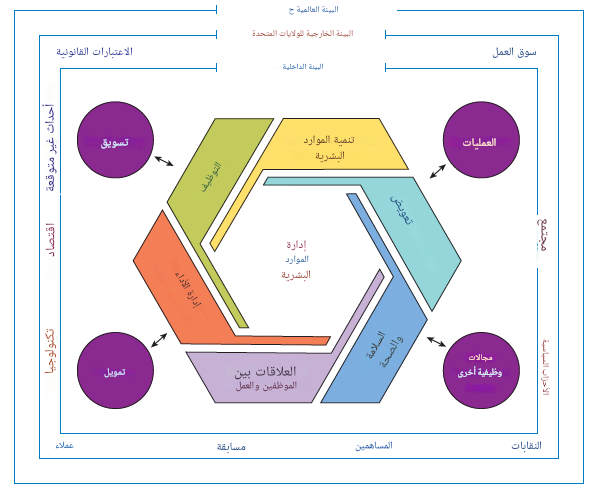 البيئة العالمية ح
البيئة الخارجية للولايات المتحدة
سوق العمل
الاعتبارات القانونية
البيئة الداخلية
أحداث غير متوقعة
العمليات
تنمية الموارد
البشرية
التوظيف
تسويق
تعويض
مجتمع
إدارة
الموارد
البشرية
اقتصاد
إدارة الأداء
السلامة
والصحة
العلاقات بين
الموظفين والعمل
مجالات
وظيفية أخرى
تمويل
تكنولوجيا
الأحزاب السياسية
النقابات
المساهمين
مسابقة
عملاء